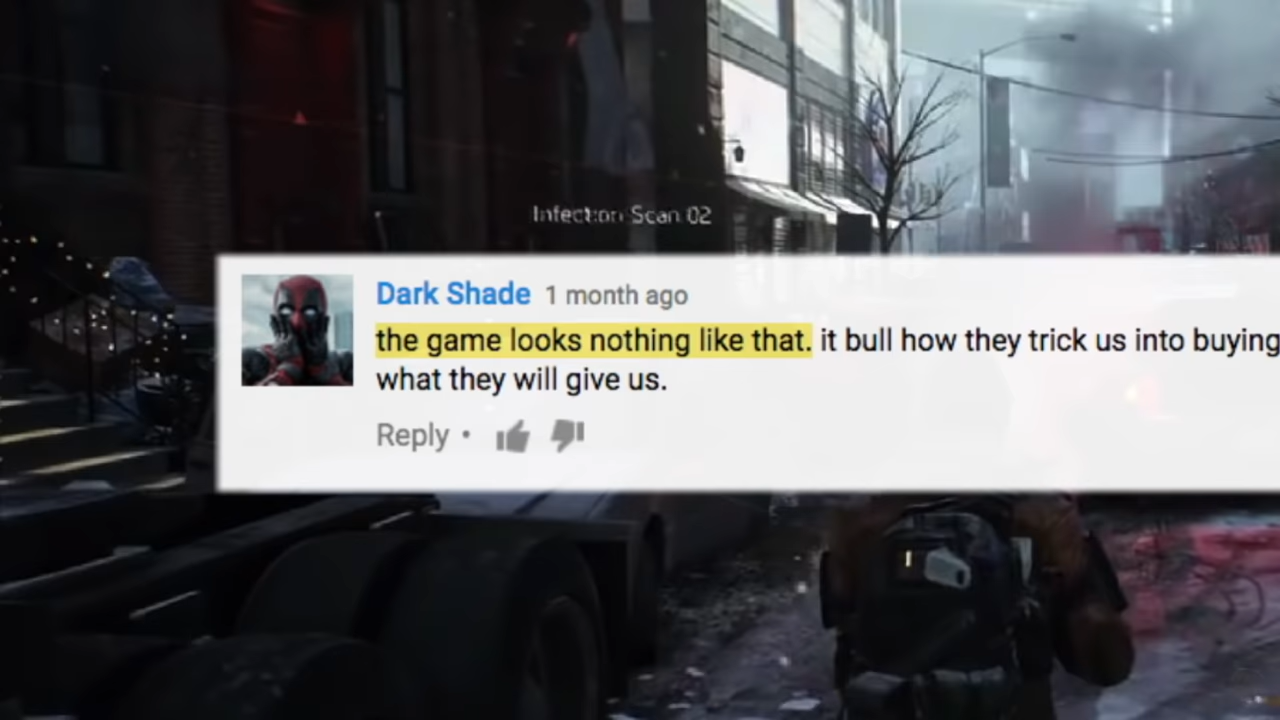 Infection Scan 02
Dark Shade 1 month ago
the game looks nothing like that. it bull how they trick us into buying
what they will give us.
Reply •